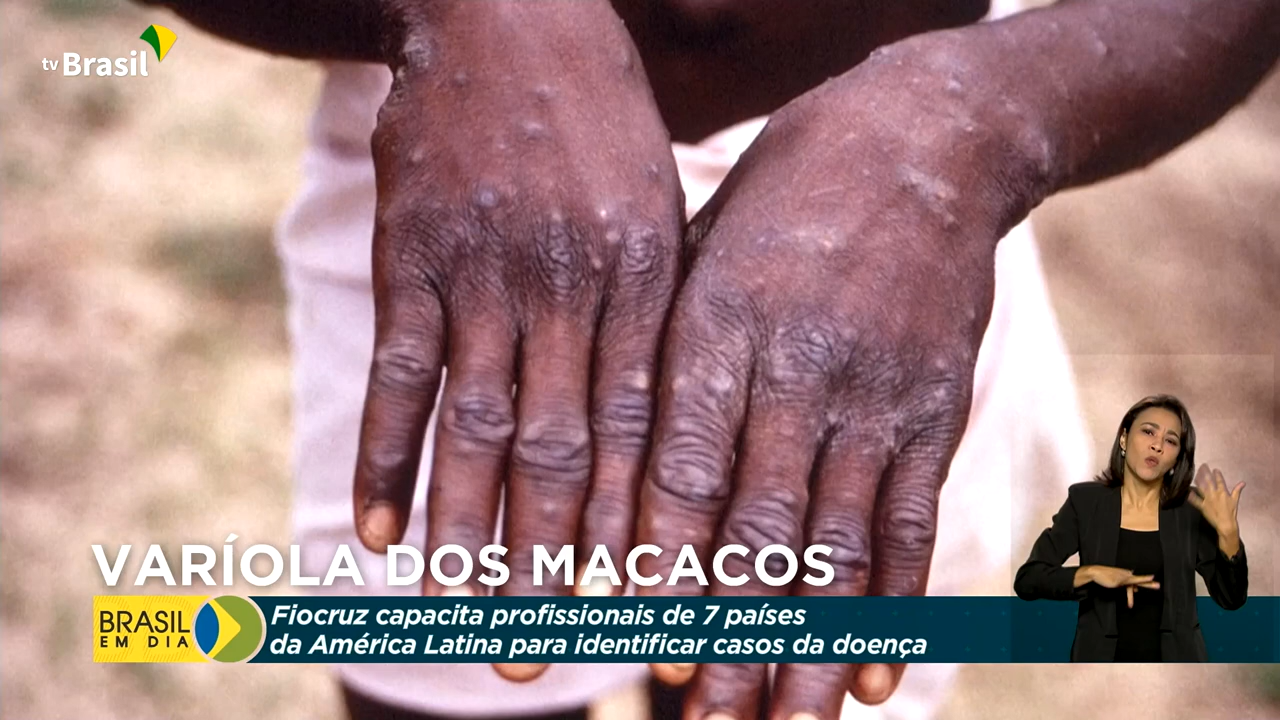 tv Brasil
VARÍOLA DOS MACACOS
BRASIL
EM DIA
Fiocruz capacita profissionais de 7 países
da América Latina para identificar casos da doença